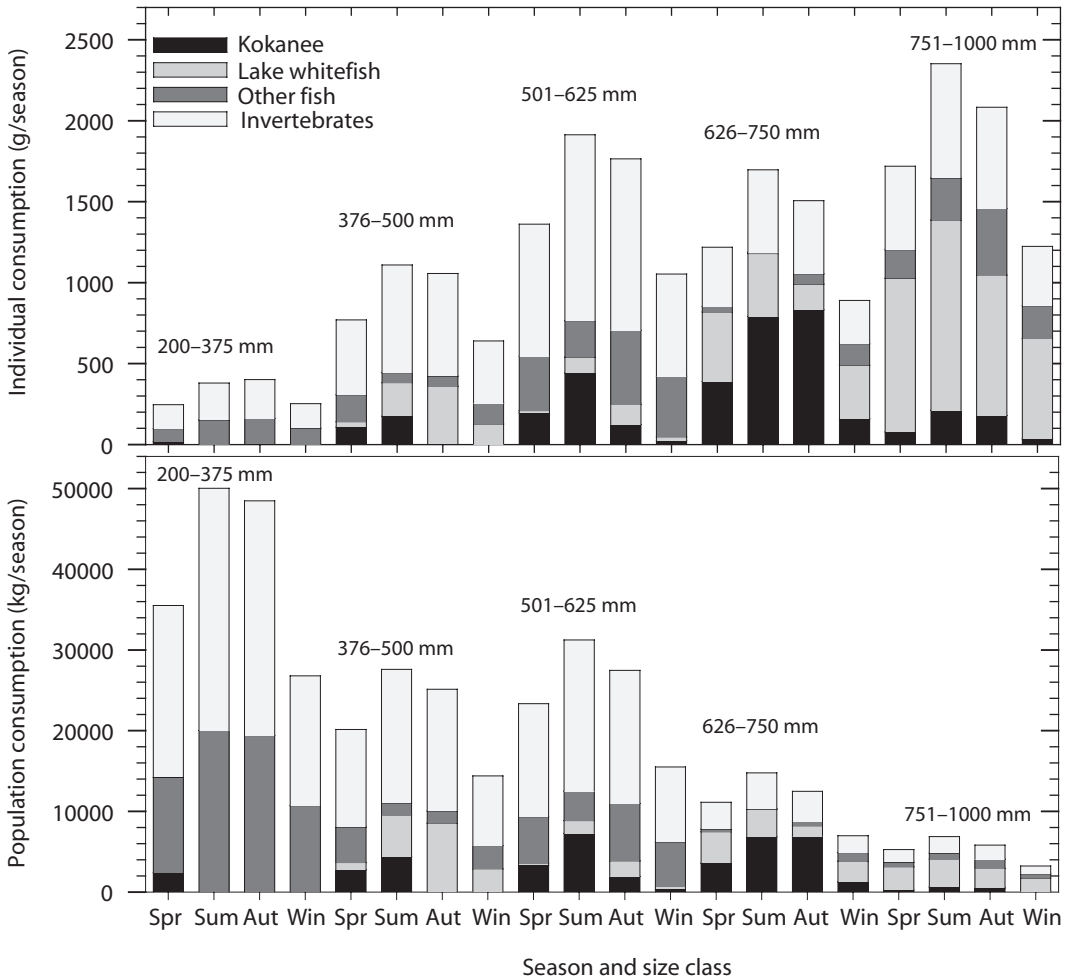 Individual consumption (g/season)
2500
2000
1500
1000
500
0
Kokanee
Lake whitefish
Other fish
Invertebrates
200–375 mm
376–500 mm
501–625 mm
626–750 mm
751–1000 mm
Population consumption (kg/season)
50000
40000
30000
20000
10000
0
200–375 mm
376–500 mm
501–625 mm
626–750 mm
751–1000 mm
Spr Sum Aut Win Spr Sum Aut Win Spr Sum Aut Win Spr Sum Aut Win Spr Sum Aut Win
Season and size class